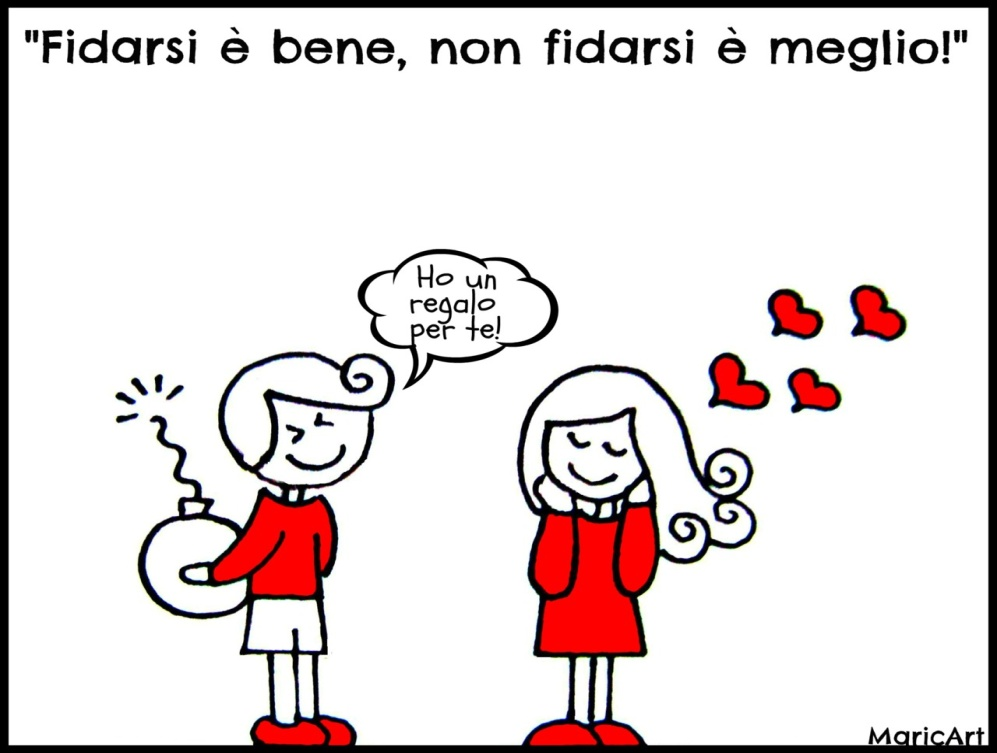 "Fidarsi è bene, non fidarsi è meglio!"
Ho un
regalo
per te!
MaricArt